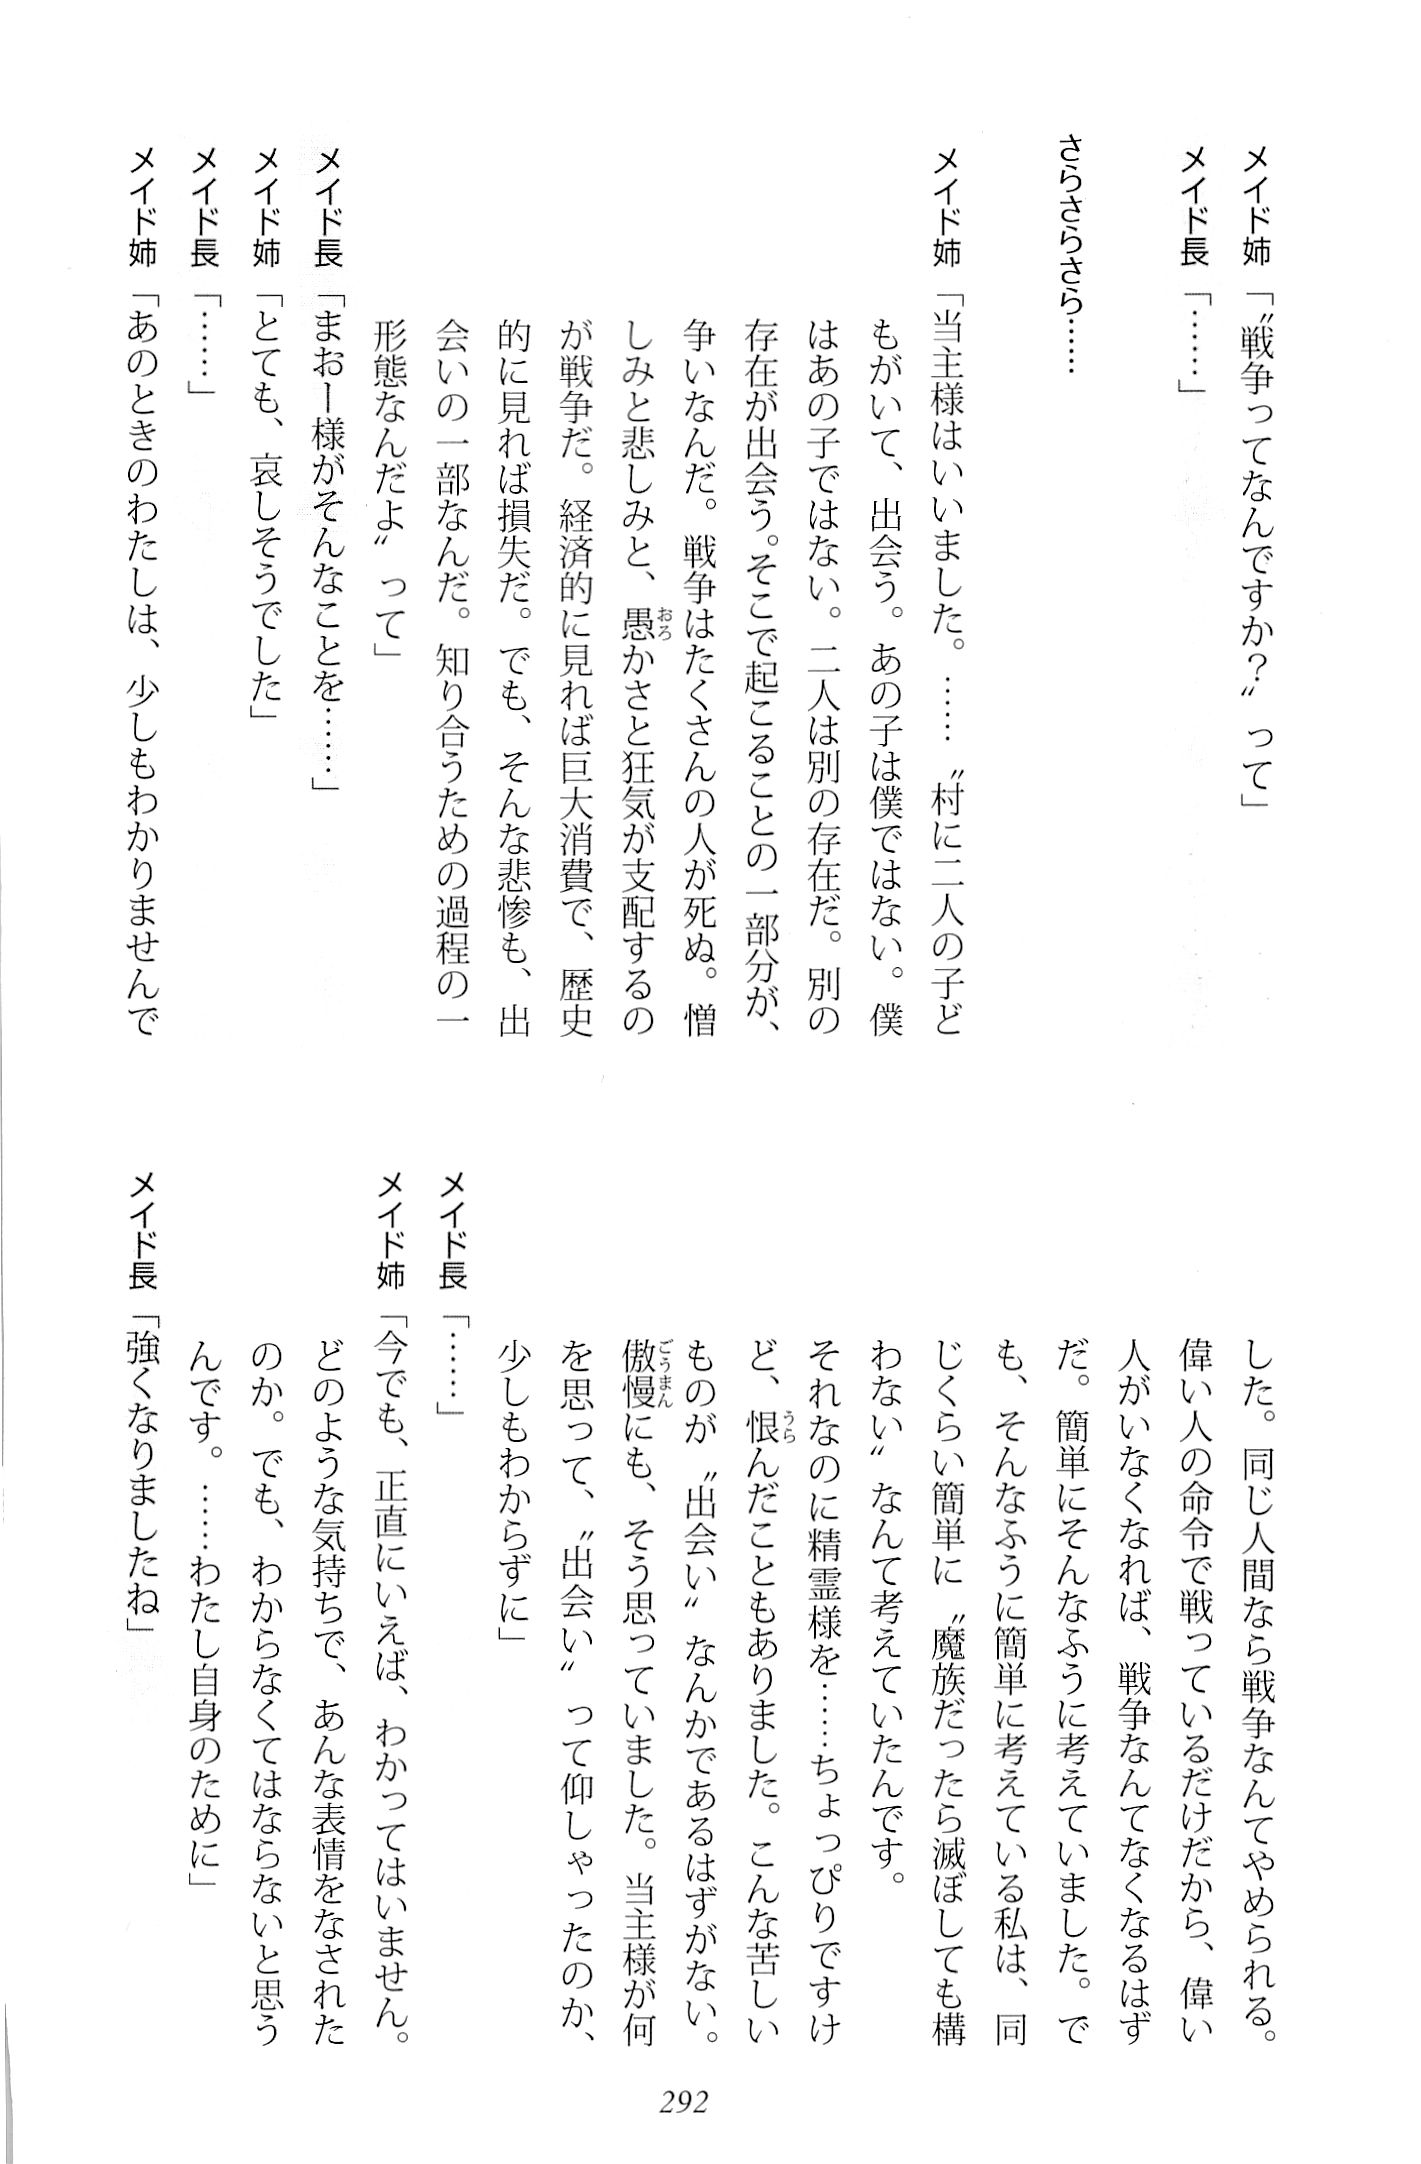 メイド姉「〝戦争ってなんですか？〟って」
メイド長「……」
さらさらさら……
メイド姉「当主様はいいました。……〝村に二人の子ど
もがいて、出会う。あの子は僕ではない。僕
はあの子ではない。二人は別の存在だ。別の
存在が出会う。そこで起こることの一部分が、
争いなんだ。戦争はたくさんの人が死ぬ。憎
しみと悲しみと、愚かさと狂気が支配するの
が戦争だ。経済的に見れば巨大消費で、歴史
的に見れば損失だ。でも、そんな悲惨も、出
会いの一部なんだ。知り合うための過程の一
形態なんだよ〟って」
メイド長「まおー様がそんなことを……」
メイド姉「とても、哀しそうでした」
メイド長「……」
メイド姉「あのときのわたしは、少しもわかりませんで
した。同じ人間なら戦争なんてやめられる。
偉い人の命令で戦っているだけだから、偉い
人がいなくなれば、戦争なんてなくなるはず
だ。簡単にそんなふうに考えていました。で
も、そんなふうに簡単に考えている私は、同
じくらい簡単に〝魔族だったら滅ぼしても構
わない〟なんて考えていたんです。
それなのに精霊様を……ちょっぴりですけ
ど、恨んだこともありました。こんな苦しい
ものが〝出会い〟なんかであるはずがない。
傲慢にも、そう思っていました。当主様が何
を思って、〝出会い〟って仰しゃったのか、
少しもわからずに」
メイド長「……」
メイド姉「今でも、正直にいえば、わかってはいません。
どのような気持ちで、あんな表情をなされた
のか。でも、わからなくてはならないと思う
んです。……わたし自身のために」
メイド長「強くなりましたね」
292